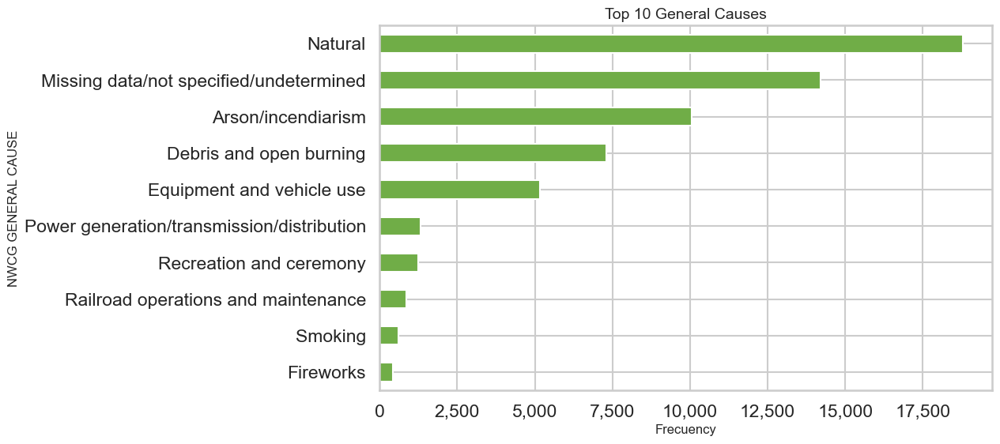 Top 10 General Causes
NWCG GENERAL CAUSE
Natural
Missing data/not specified/undetermined
Arson/incendiarism
Debris and open burning
Equipment and vehicle use
Power generation/transmission/distribution
Recreation and ceremony
Railroad operations and maintenance
Smoking
Fireworks
0 2,500 5,000 7,500 10,000 12,500 15,000 17,500
Frecuency